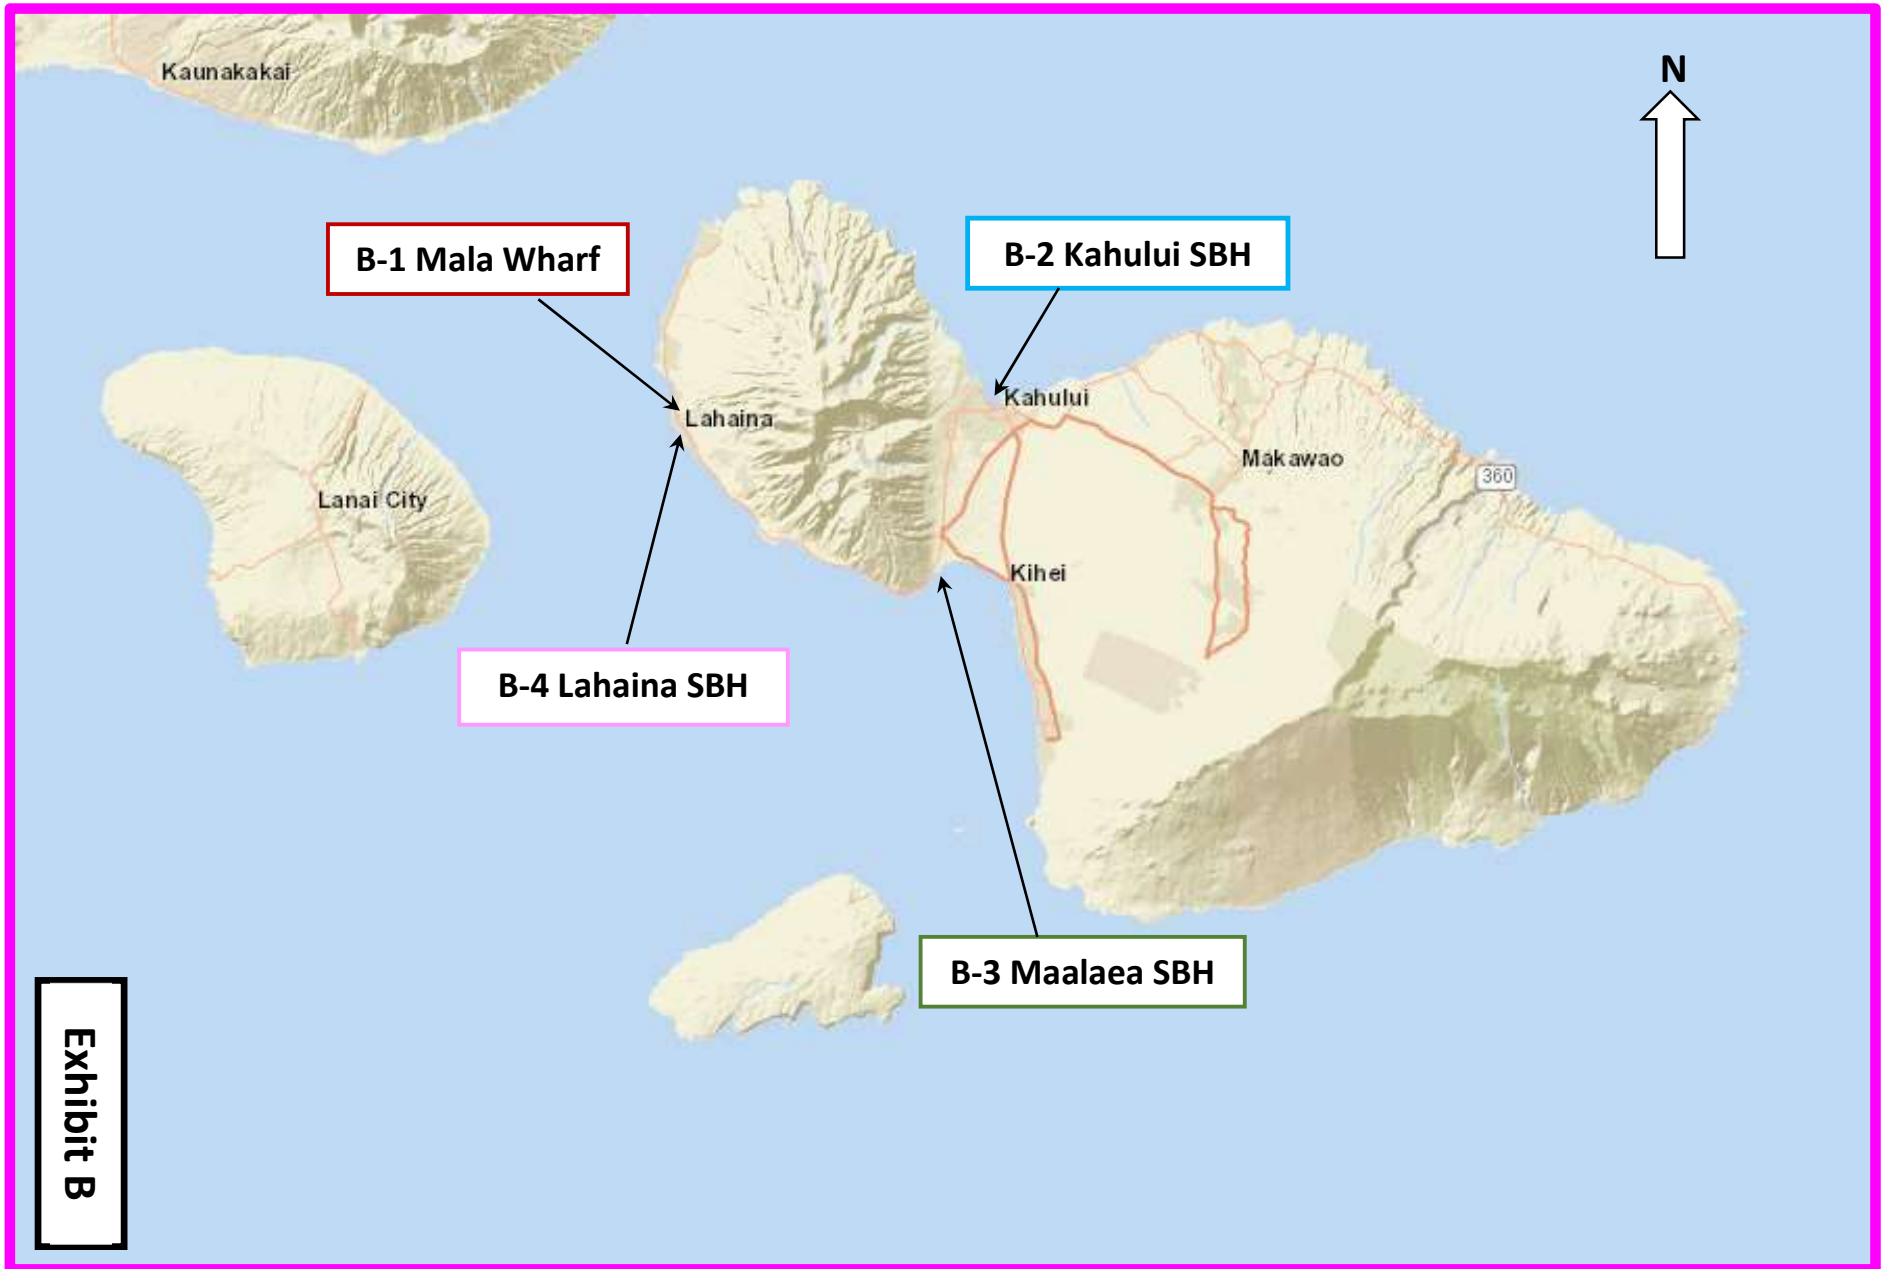 Kaunakakai
N
B-1 Mala Wharf
B-2 Kahului SBH
Kahului
Lahaina
Makawao
360
Lanai City
Kihei
B-4 Lahaina SBH
B-3 Maalaea SBH
Exhibit B